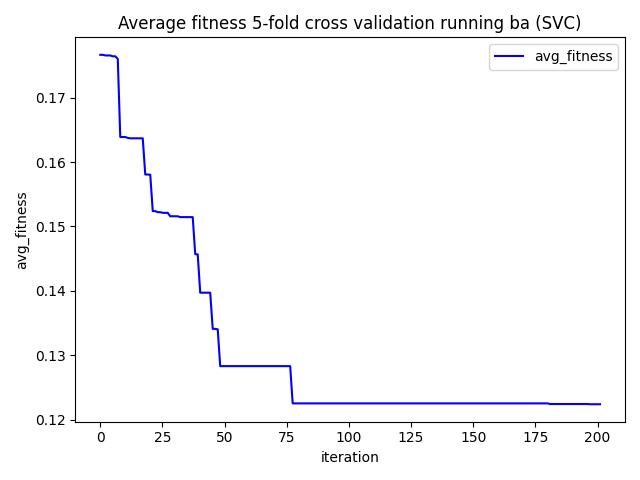 Average fitness 5-fold cross validation running ba (SVC)
avg_fitness
avg_fitness
0.17
0.16
0.15
0.14
0.13
0.12
0 25 50 75 100 125 150 175 200
iteration